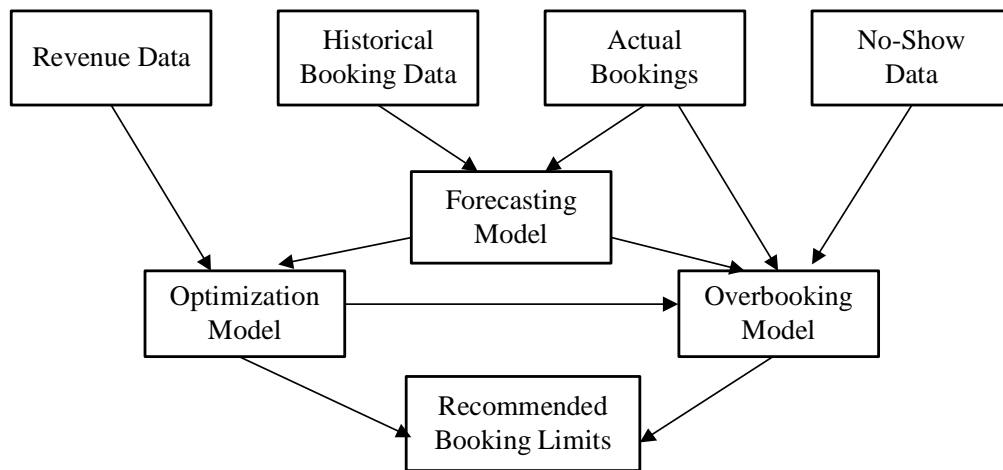 Revenue Data
Historical
Booking Data
Actual
Bookings
No-Show
Data
Forecasting
Model
Optimization
Model
Overbooking
Model
Recommended
Booking Limits